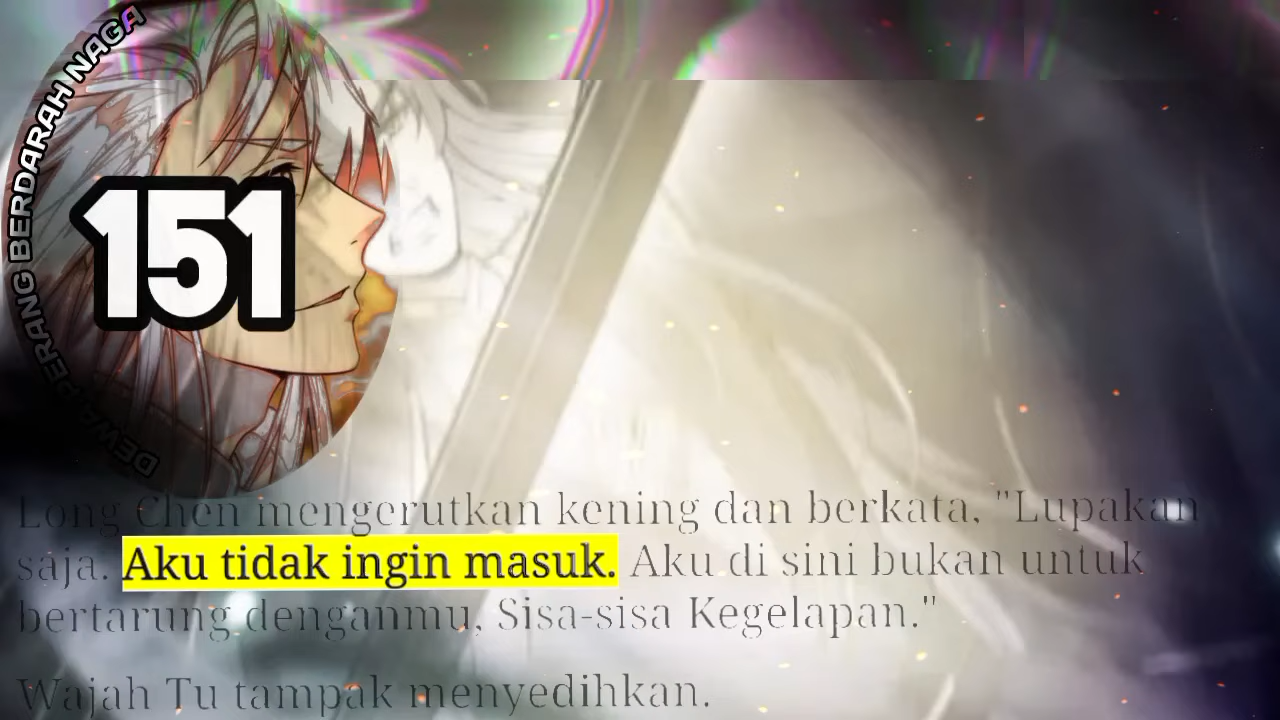 DEWA PERANG BERDARAH NAGA
151
Long Chen mengerutkan kening dan berkata, "Lupakan
saja. Aku tidak ingin masuk. Aku di sini bukan untuk
bertarung denganmu, Sisa-sisa Kegelapan."
Wajah Tu tampak menyedihkan.